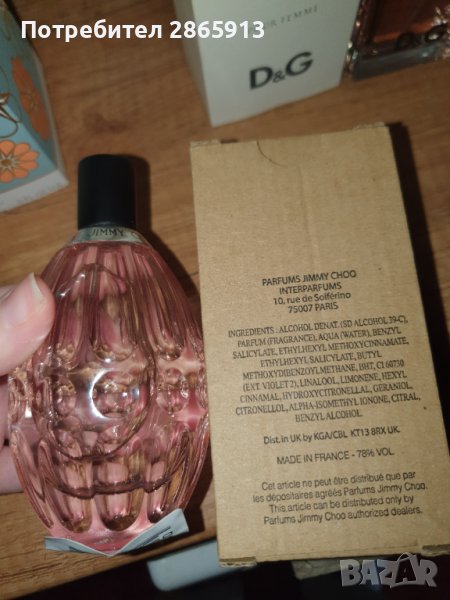 Потребител 2865913
POUR FEMME
D&G
D&G
JIMMY C
PARFUMS JIMMY CHOO
INTERPARFUMS
10, rue de Solférino
75007 PARIS
INGREDIENTS : ALCOHOL DENAT. (SD ALCOHOL 39-C),
PARFUM (FRAGRANCE), AQUA (WATER), BENZYL
SALICYLATE, ETHYLHEXYL METHOXYCINNAMATE,
ETHYLHEXYL SALICYLATE, BUTYL
METHOXYDIBENZOYLMETHANE, BHT, CI 60730
(EXT. VIOLET 2), LINALOOL, LIMONENE, HEXYL
CINNAMAL, HYDROXYCITRONELLAL, GERANIOL,
CITRONELLOL, ALPHA-ISOMETHYL IONONE, CITRAL,
BENZYL ALCOHOL.
Dist. in UK by KGA/CBL KT13 8RX UK.
MADE IN FRANCE - 78% VOL
Cet article ne peut être distribué que par
les dépositaires agréés Parfums Jimmy Choo.
This article can be distributed only by
Parfums Jimmy Choo authorized dealers.
BAZAR